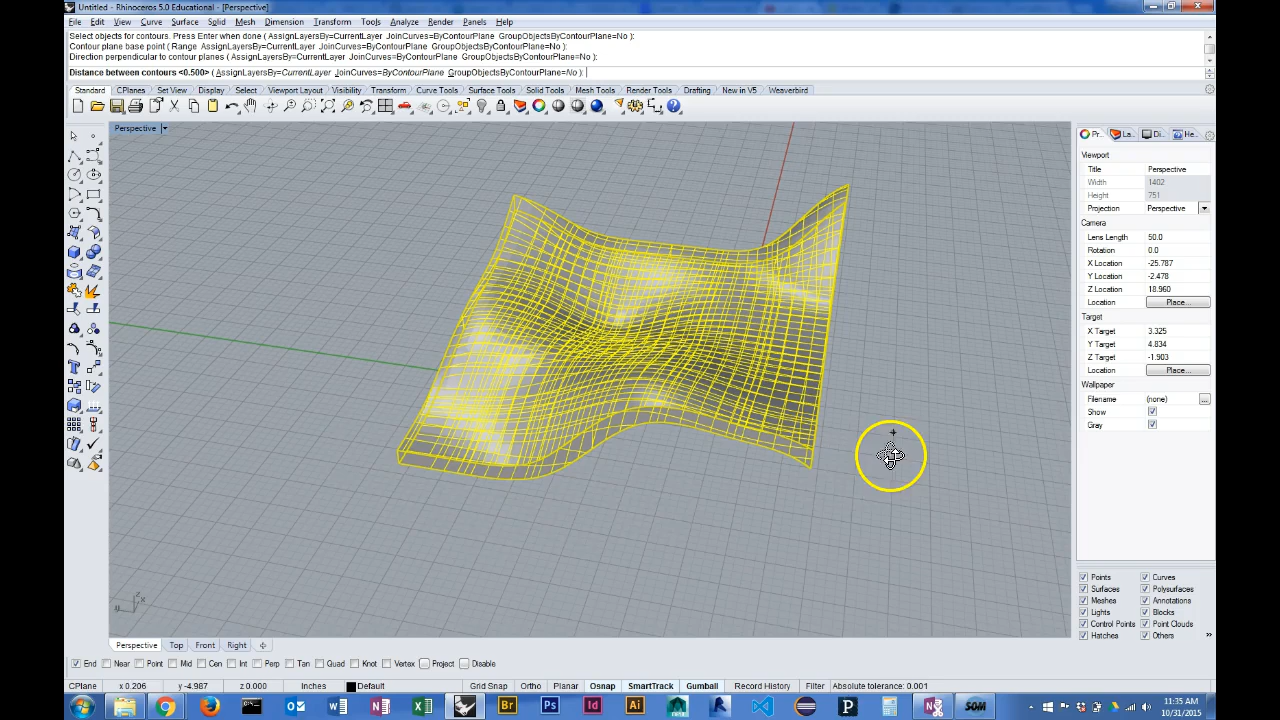 Untitled - Rhinoceros 5.0 Educational - [Perspective]
File Edit View Curve Surface Solid Mesh Dimension Transform Tools Analyze Render Panels Help
Select objects for contours. Press Enter when done ( AssignLayersBy=CurrentLayer JoinCurves=ByContourPlane GroupObjectsByContourPlane=No ):
Contour plane base point ( Range AssignLayersBy=CurrentLayer JoinCurves=ByContourPlane GroupObjectsByContourPlane=No ):
Direction perpendicular to contour planes ( AssignLayersBy=CurrentLayer JoinCurves=ByContourPlane GroupObjectsByContourPlane=No ):
Distance between contours <0.500> ( AssignLayersBy=CurrentLayer JoinCurves=ByContourPlane GroupObjectsByContourPlane=No ):
Standard CPlanes Set View Display Select Viewport Layout Visibility Transform Curve Tools Surface Tools Solid Tools Mesh Tools Render Tools Drafting New in V5 Weaverbird
Perspective
Pr... La... Di... He...
Viewport
Title Perspective
Width 1402
Height 751
Projection Perspective
Camera
Lens Length 50.0
Rotation 0.0
X Location -25.787
Y Location -2.478
Z Location 18.960
Location Place...
Target
X Target 3.325
Y Target 4.834
Z Target -1.903
Location Place...
Wallpaper
Filename (none) ...
Show
Gray
z
y x
Points Curves
Surfaces Polysurfaces
Meshes Annotations
Lights Blocks
Control Points Point Clouds
Hatches Others »
Perspective Top Front Right
End Near Point Mid Cen Int Perp Tan Quad Knot Vertex Project Disable
CPlane x 0.206 y -4.987 z 0.000 Inches Default Grid Snap Ortho Planar Osnap SmartTrack Gumball Record History Filter Absolute tolerance: 0.001
Br Ps Id Ai P SOM
11:35 AM
10/31/2015